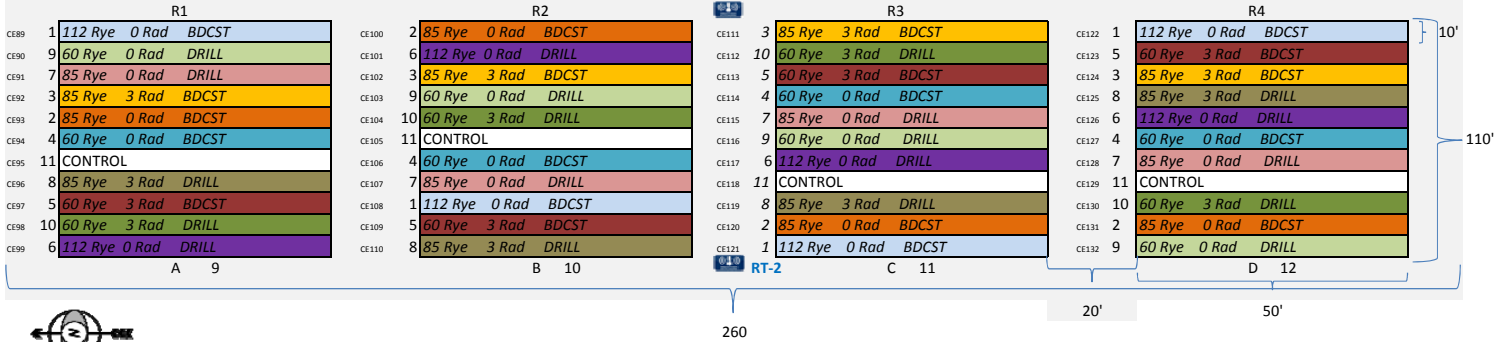 R1 R2 R3 R4
CE89 1 112 Rye 0 Rad BDCST CE100 2 85 Rye 0 Rad BDCST CE111 3 85 Rye 3 Rad BDCST CE122 1 112 Rye 0 Rad BDCST 10'
CE90 9 60 Rye 0 Rad DRILL CE101 6 112 Rye 0 Rad DRILL CE112 10 60 Rye 3 Rad DRILL CE123 5 60 Rye 3 Rad BDCST
CE91 7 85 Rye 0 Rad DRILL CE102 3 85 Rye 3 Rad BDCST CE113 5 60 Rye 3 Rad BDCST CE124 3 85 Rye 3 Rad BDCST
CE92 3 85 Rye 3 Rad BDCST CE103 9 60 Rye 0 Rad DRILL CE114 4 60 Rye 0 Rad BDCST CE125 8 85 Rye 3 Rad DRILL
CE93 2 85 Rye 0 Rad BDCST CE104 10 60 Rye 3 Rad DRILL CE115 7 85 Rye 0 Rad DRILL CE126 6 112 Rye 0 Rad DRILL
CE94 4 60 Rye 0 Rad BDCST CE105 11 CONTROL CE116 9 60 Rye 0 Rad DRILL CE127 4 60 Rye 0 Rad BDCST 110'
CE95 11 CONTROL CE106 4 60 Rye 0 Rad BDCST CE117 6 112 Rye 0 Rad DRILL CE128 7 85 Rye 0 Rad DRILL
CE96 8 85 Rye 3 Rad DRILL CE107 7 85 Rye 0 Rad DRILL CE118 11 CONTROL CE129 11 CONTROL
CE97 5 60 Rye 3 Rad BDCST CE108 1 112 Rye 0 Rad BDCST CE119 8 85 Rye 3 Rad DRILL CE130 10 60 Rye 3 Rad DRILL
CE98 10 60 Rye 3 Rad DRILL CE109 5 60 Rye 3 Rad BDCST CE120 2 85 Rye 0 Rad BDCST CE131 2 85 Rye 0 Rad BDCST
CE99 6 112 Rye 0 Rad DRILL CE110 8 85 Rye 3 Rad DRILL CE121 1 112 Rye 0 Rad BDCST CE132 9 60 Rye 0 Rad DRILL
A 9 B 10 RT-2 C 11 D 12
20' 50'
260